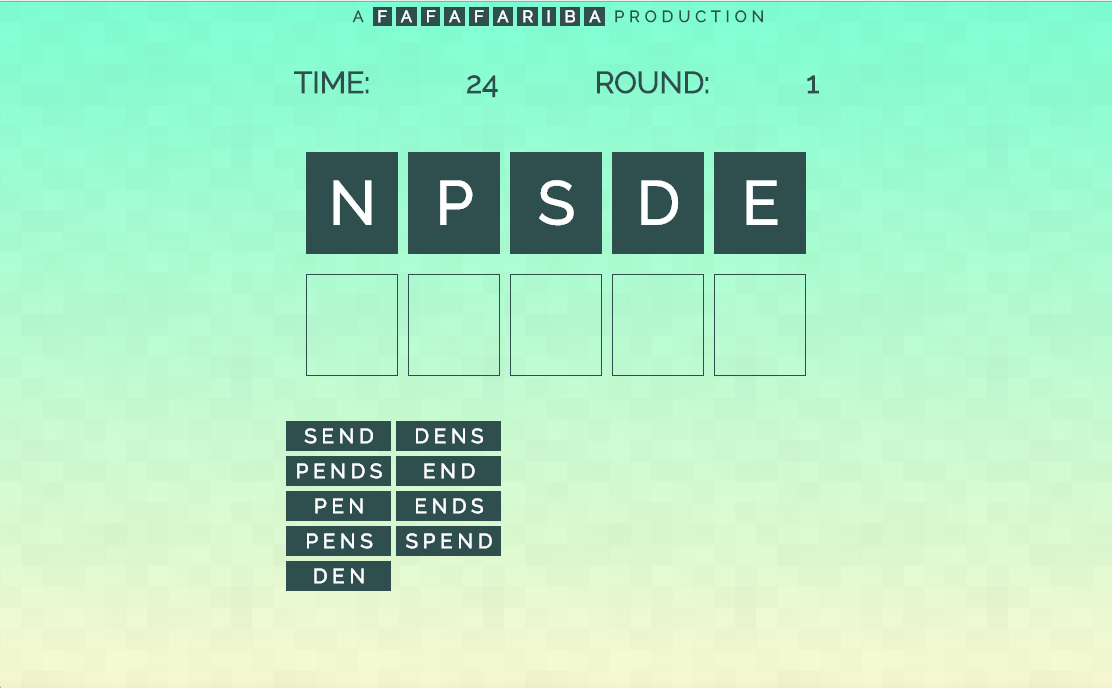 A FAFAFARIBA PRODUCTION
TIME: 24 ROUND: 1
N P S D E
SEND DENS
PENDS END
PEN ENDS
PENS SPEND
DEN